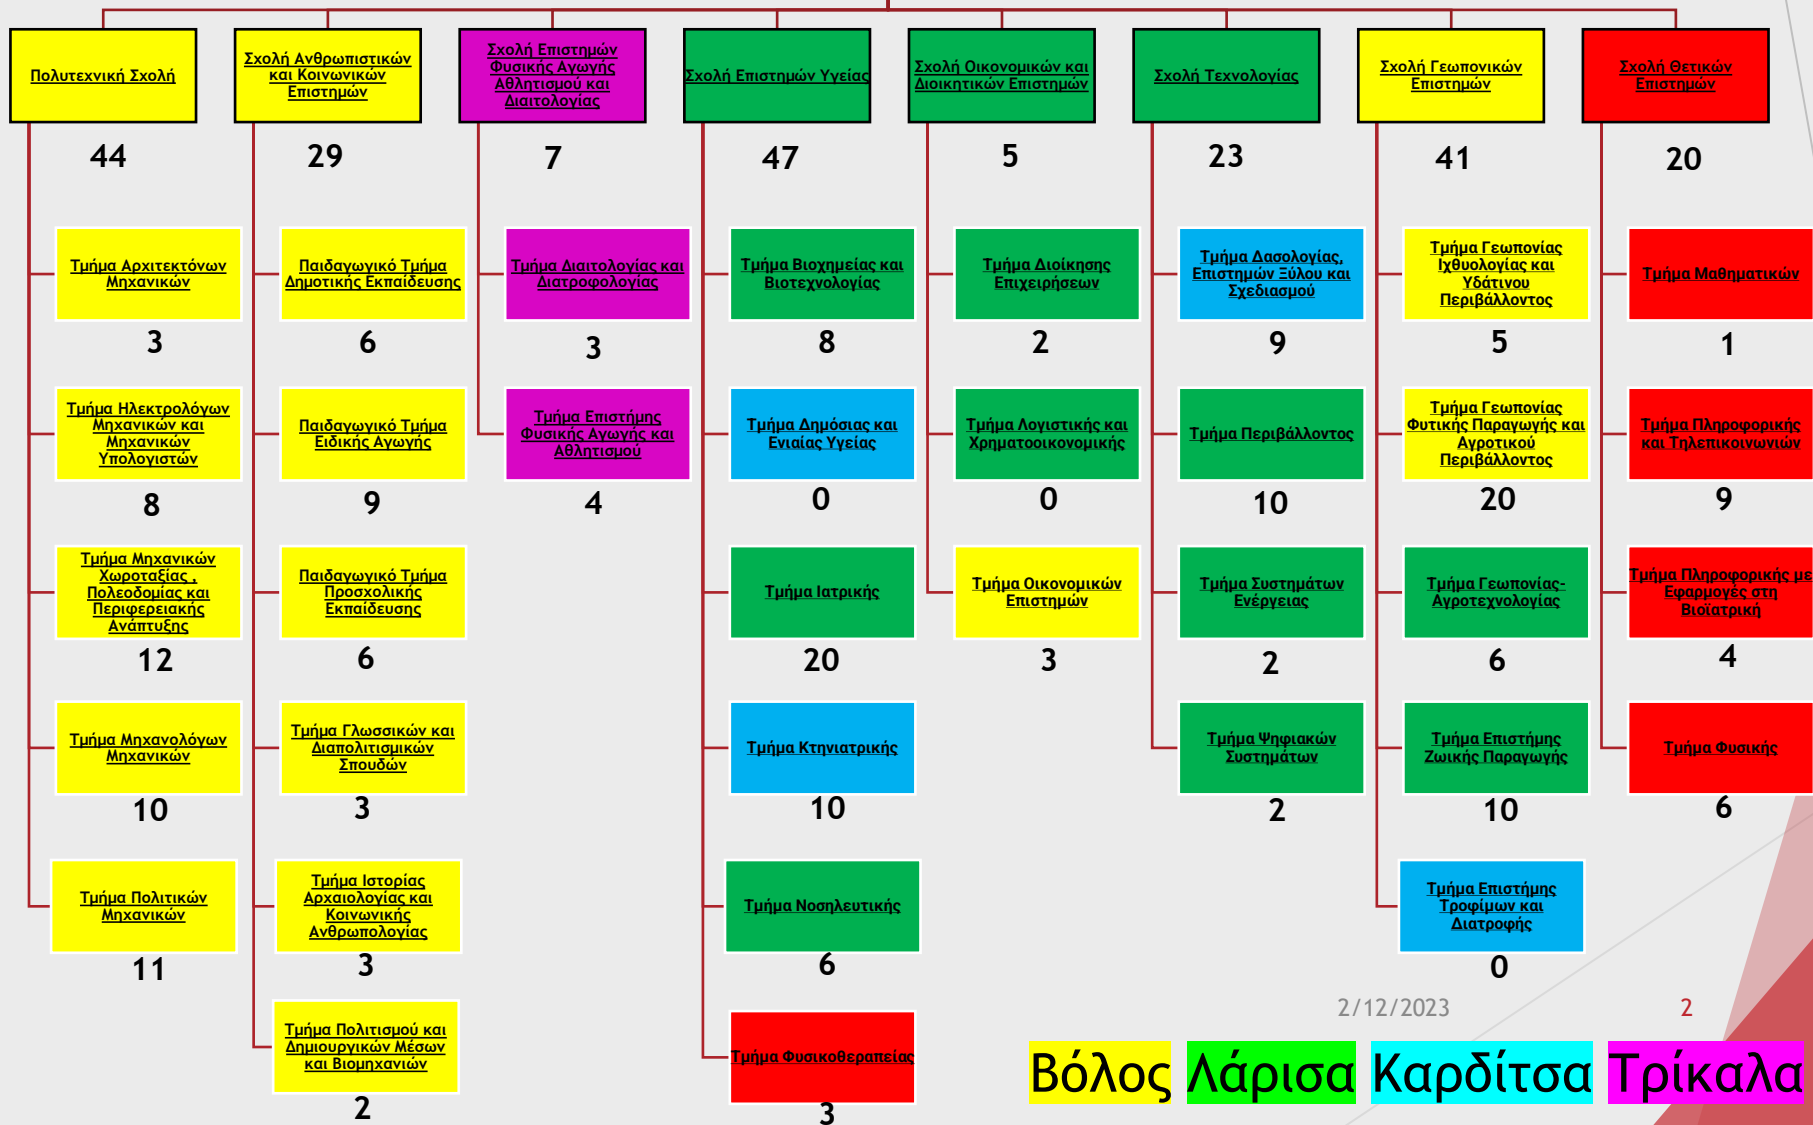 Πολυτεχνική Σχολή
44
Τμήμα Αρχιτεκτόνων
Μηχανικών
3
Τμήμα Ηλεκτρολόγων
Μηχανικών και
Μηχανικών
Υπολογιστών
8
Τμήμα Μηχανικών
Χωροταξίας ,
Πολεοδομίας και
Περιφερειακής
Ανάπτυξης
12
Τμήμα Μηχανολόγων
Μηχανικών
10
Τμήμα Πολιτικών
Μηχανικών
11
Σχολή Ανθρωπιστικών
και Κοινωνικών
Επιστημών
29
Παιδαγωγικό Τμήμα
Δημοτικής Εκπαίδευσης
6
Παιδαγωγικό Τμήμα
Ειδικής Αγωγής
9
Παιδαγωγικό Τμήμα
Προσχολικής
Εκπαίδευσης
6
Τμήμα Γλωσσικών και
Διαπολιτισμικών
Σπουδών
3
Τμήμα Ιστορίας
Αρχαιολογίας και
Κοινωνικής
Ανθρωπολογίας
3
Τμήμα Πολιτισμού και
Δημιουργικών Μέσων
και Βιομηχανιών
2
Σχολή Επιστημών
Φυσικής Αγωγής
Αθλητισμού και
Διαιτολογίας
7
Τμήμα Διαιτολογίας και
Διατροφολογίας
3
Τμήμα Επιστήμης
Φυσικής Αγωγής και
Αθλητισμού
4
Σχολή Επιστημών Υγείας
47
Τμήμα Βιοχημείας και
Βιοτεχνολογίας
8
Τμήμα Δημόσιας και
Ενιαίας Υγείας
0
Τμήμα Ιατρικής
20
Τμήμα Κτηνιατρικής
10
Τμήμα Νοσηλευτικής
6
Τμήμα Φυσικοθεραπείας
3
Σχολή Οικονομικών και
Διοικητικών Επιστημών
5
Τμήμα Διοίκησης
Επιχειρήσεων
2
Τμήμα Λογιστικής και
Χρηματοοικονομικής
0
Τμήμα Οικονομικών
Επιστημών
3
Σχολή Τεχνολογίας
23
Τμήμα Δασολογίας,
Επιστημών Ξύλου και
Σχεδιασμού
9
Τμήμα Περιβάλλοντος
10
Τμήμα Συστημάτων
Ενέργειας
2
Τμήμα Ψηφιακών
Συστημάτων
2
Σχολή Γεωπονικών
Επιστημών
41
Τμήμα Γεωπονίας
Ιχθυολογίας και
Υδάτινου
Περιβάλλοντος
5
Τμήμα Γεωπονίας
Φυτικής Παραγωγής και
Αγροτικού
Περιβάλλοντος
20
Τμήμα Γεωπονίας-
Αγροτεχνολογίας
6
Τμήμα Επιστήμης
Ζωικής Παραγωγής
10
Τμήμα Επιστήμης
Τροφίμων και
Διατροφής
0
Σχολή Θετικών
Επιστημών
20
Τμήμα Μαθηματικών
1
Τμήμα Πληροφορικής
και Τηλεπικοινωνιών
9
Τμήμα Πληροφορικής με
Εφαρμογές στη
Βιοϊατρική
4
Τμήμα Φυσικής
6
2/12/2023
2
Βόλος Λάρισα Καρδίτσα Τρίκαλα